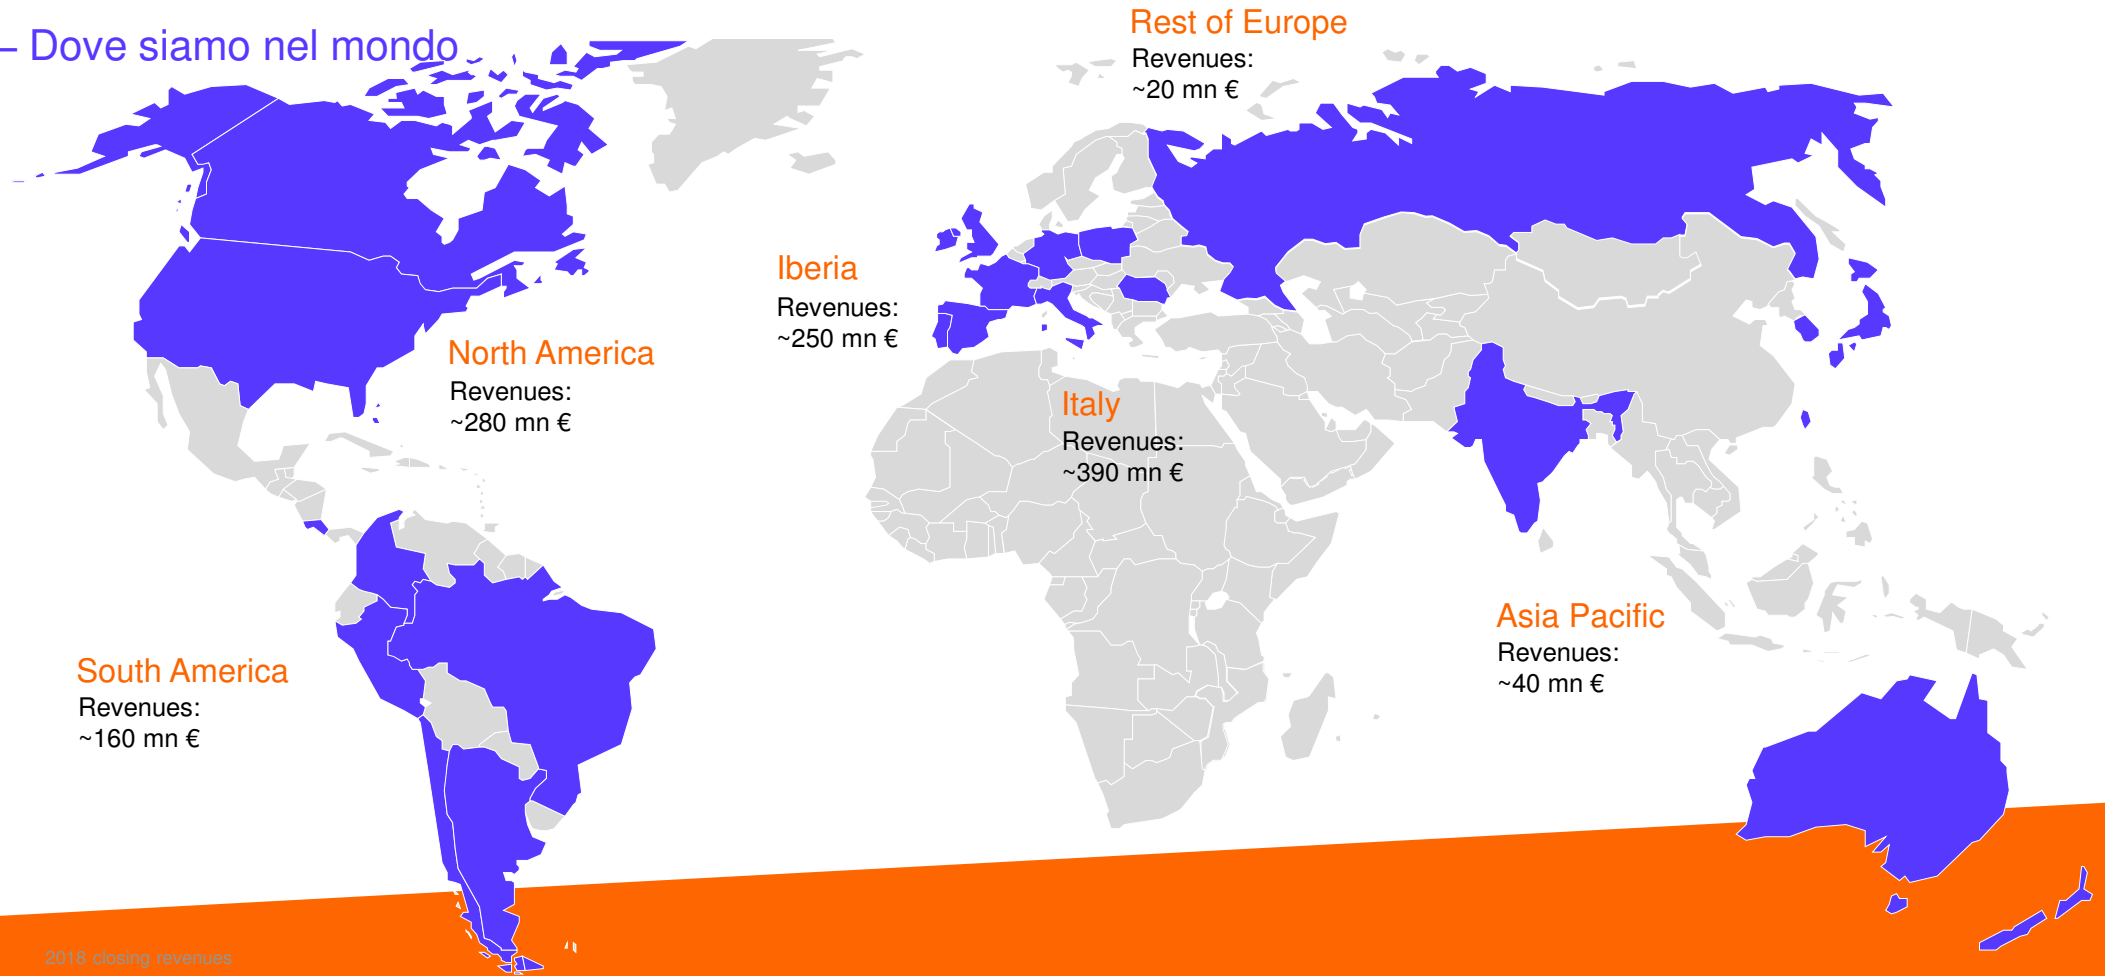 – Dove siamo nel mondo
Rest of Europe
Revenues:
~20 mn €
Iberia
Revenues:
~250 mn €
North America
Revenues:
~280 mn €
Italy
Revenues:
~390 mn €
Asia Pacific
Revenues:
~40 mn €
South America
Revenues:
~160 mn €
2018 closing revenues